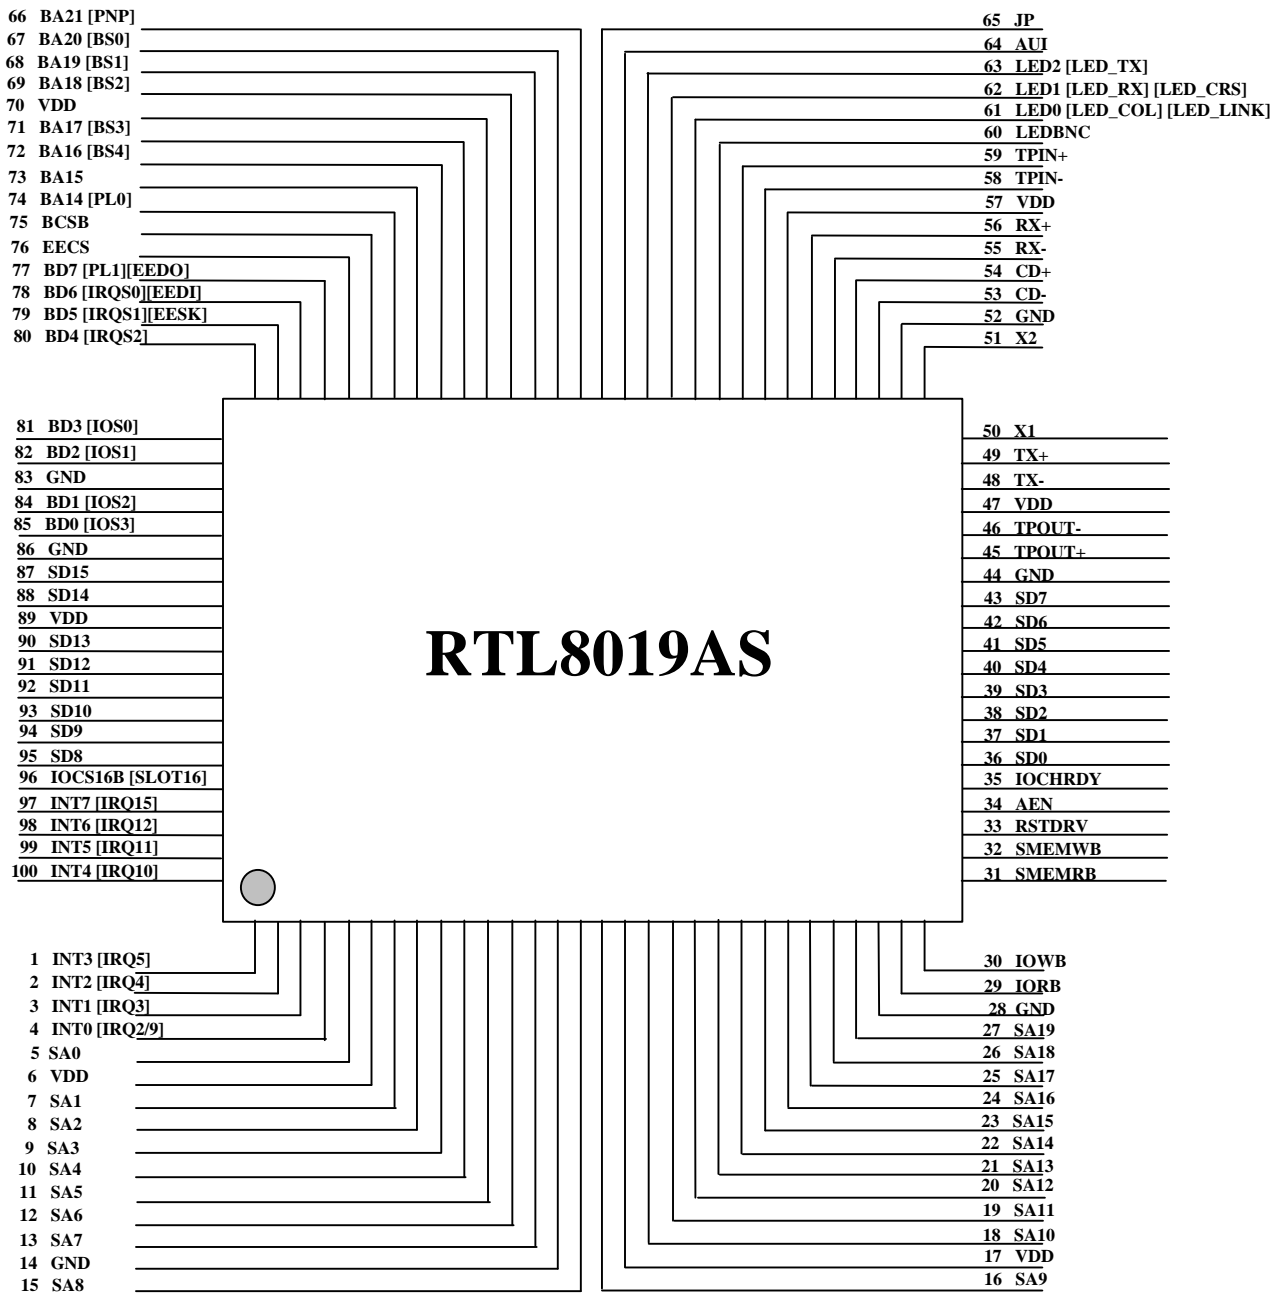 66 BA21 [PNP]
67 BA20 [BS0]
68 BA19 [BS1]
69 BA18 [BS2]
70 VDD
71 BA17 [BS3]
72 BA16 [BS4]
73 BA15
74 BA14 [PL0]
75 BCSB
76 EECS
77 BD7 [PL1][EEDO]
78 BD6 [IRQS0][EEDI]
79 BD5 [IRQS1][EESK]
80 BD4 [IRQS2]
65 JP
64 AUI
63 LED2 [LED_TX]
62 LED1 [LED_RX] [LED_CRS]
61 LED0 [LED_COL] [LED_LINK]
60 LEDBNC
59 TPIN+
58 TPIN-
57 VDD
56 RX+
55 RX-
54 CD+
53 CD-
52 GND
51 X2
81 BD3 [IOS0]
82 BD2 [IOS1]
83 GND
84 BD1 [IOS2]
85 BD0 [IOS3]
86 GND
87 SD15
88 SD14
89 VDD
90 SD13
91 SD12
92 SD11
93 SD10
94 SD9
95 SD8
96 IOCS16B [SLOT16]
97 INT7 [IRQ15]
98 INT6 [IRQ12]
99 INT5 [IRQ11]
100 INT4 [IRQ10]
RTL8019AS
50 X1
49 TX+
48 TX-
47 VDD
46 TPOUT-
45 TPOUT+
44 GND
43 SD7
42 SD6
41 SD5
40 SD4
39 SD3
38 SD2
37 SD1
36 SD0
35 IOCHRDY
34 AEN
33 RSTDRV
32 SMEMWB
31 SMEMRB
1 INT3 [IRQ5]
2 INT2 [IRQ4]
3 INT1 [IRQ3]
4 INT0 [IRQ2/9]
5 SA0
6 VDD
7 SA1
8 SA2
9 SA3
10 SA4
11 SA5
12 SA6
13 SA7
14 GND
15 SA8
30 IOWB
29 IORB
28 GND
27 SA19
26 SA18
25 SA17
24 SA16
23 SA15
22 SA14
21 SA13
20 SA12
19 SA11
18 SA10
17 VDD
16 SA9